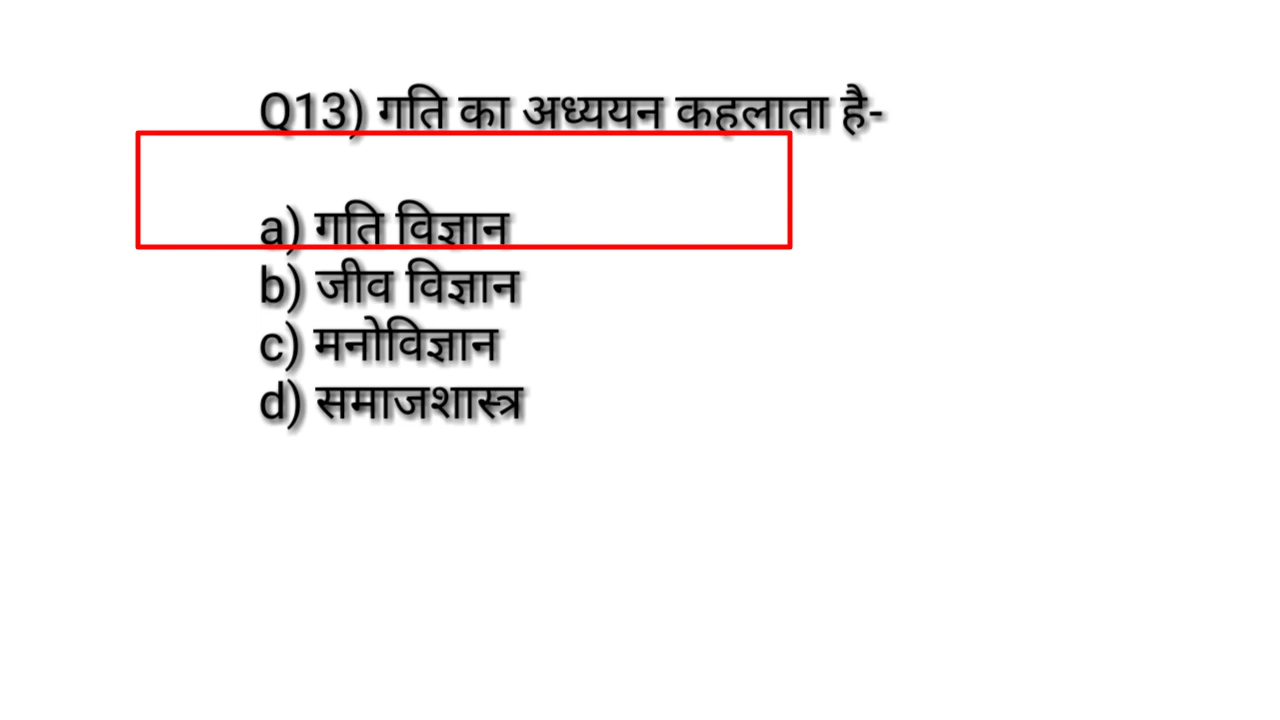 Q13) गति का अध्ययन कहलाता है-
a) गति विज्ञान
b) जीव विज्ञान
c) मनोविज्ञान
d) समाजशास्त्र